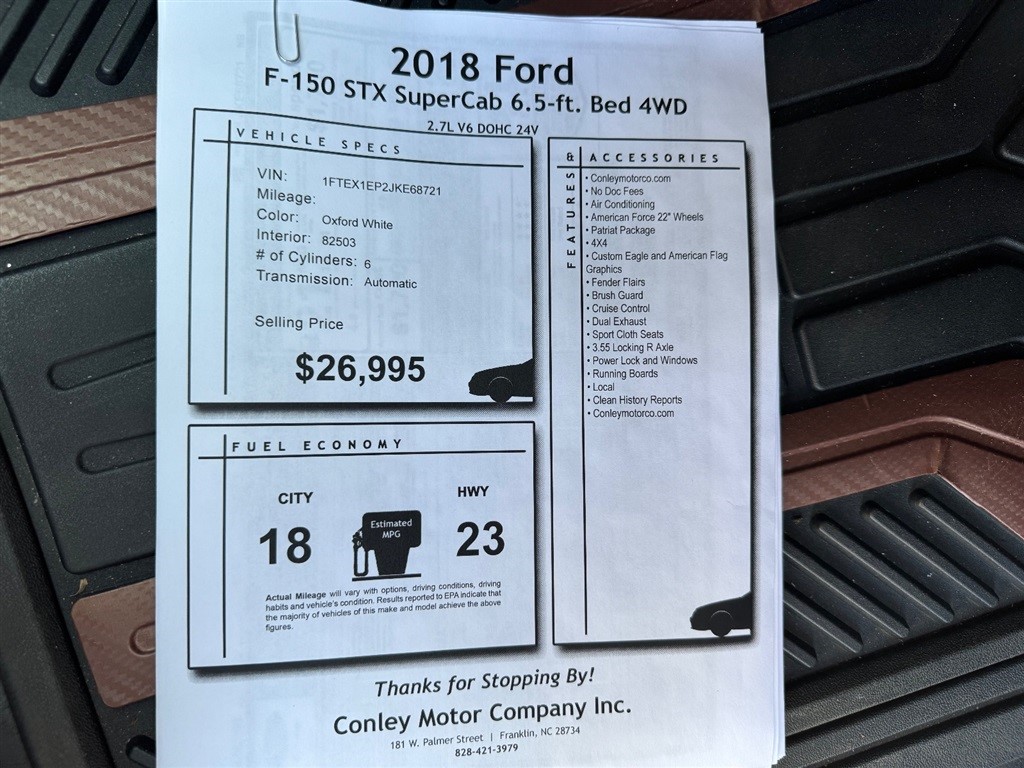 2018 Ford
F-150 STX SuperCab 6.5-ft. Bed 4WD
2.7L V6 DOHC 24V
VEHICLE SPECS
VIN: 1FTEX1EP2JKE68721
Mileage:
Color: Oxford White
Interior: 82503
# of Cylinders: 6
Transmission: Automatic
Selling Price
$26,995
FUEL ECONOMY
CITY
18
Estimated
MPG
HWY
23
Actual Mileage will vary with options, driving conditions, driving
habits and vehicle's condition. Results reported to EPA indicate that
the majority of vehicles of this make and model achieve the above
figures.
FEATURES & ACCESSORIES
• Conleymotorco.com
• No Doc Fees
• Air Conditioning
• American Force 22" Wheels
• Patriat Package
• 4X4
• Custom Eagle and American Flag
Graphics
• Fender Flairs
• Brush Guard
• Cruise Control
• Dual Exhaust
• Sport Cloth Seats
• 3.55 Locking R Axle
• Power Lock and Windows
• Running Boards
• Local
• Clean History Reports
• Conleymotorco.com
Thanks for Stopping By!
Conley Motor Company Inc.
181 W. Palmer Street | Franklin, NC 28734
828-421-3979